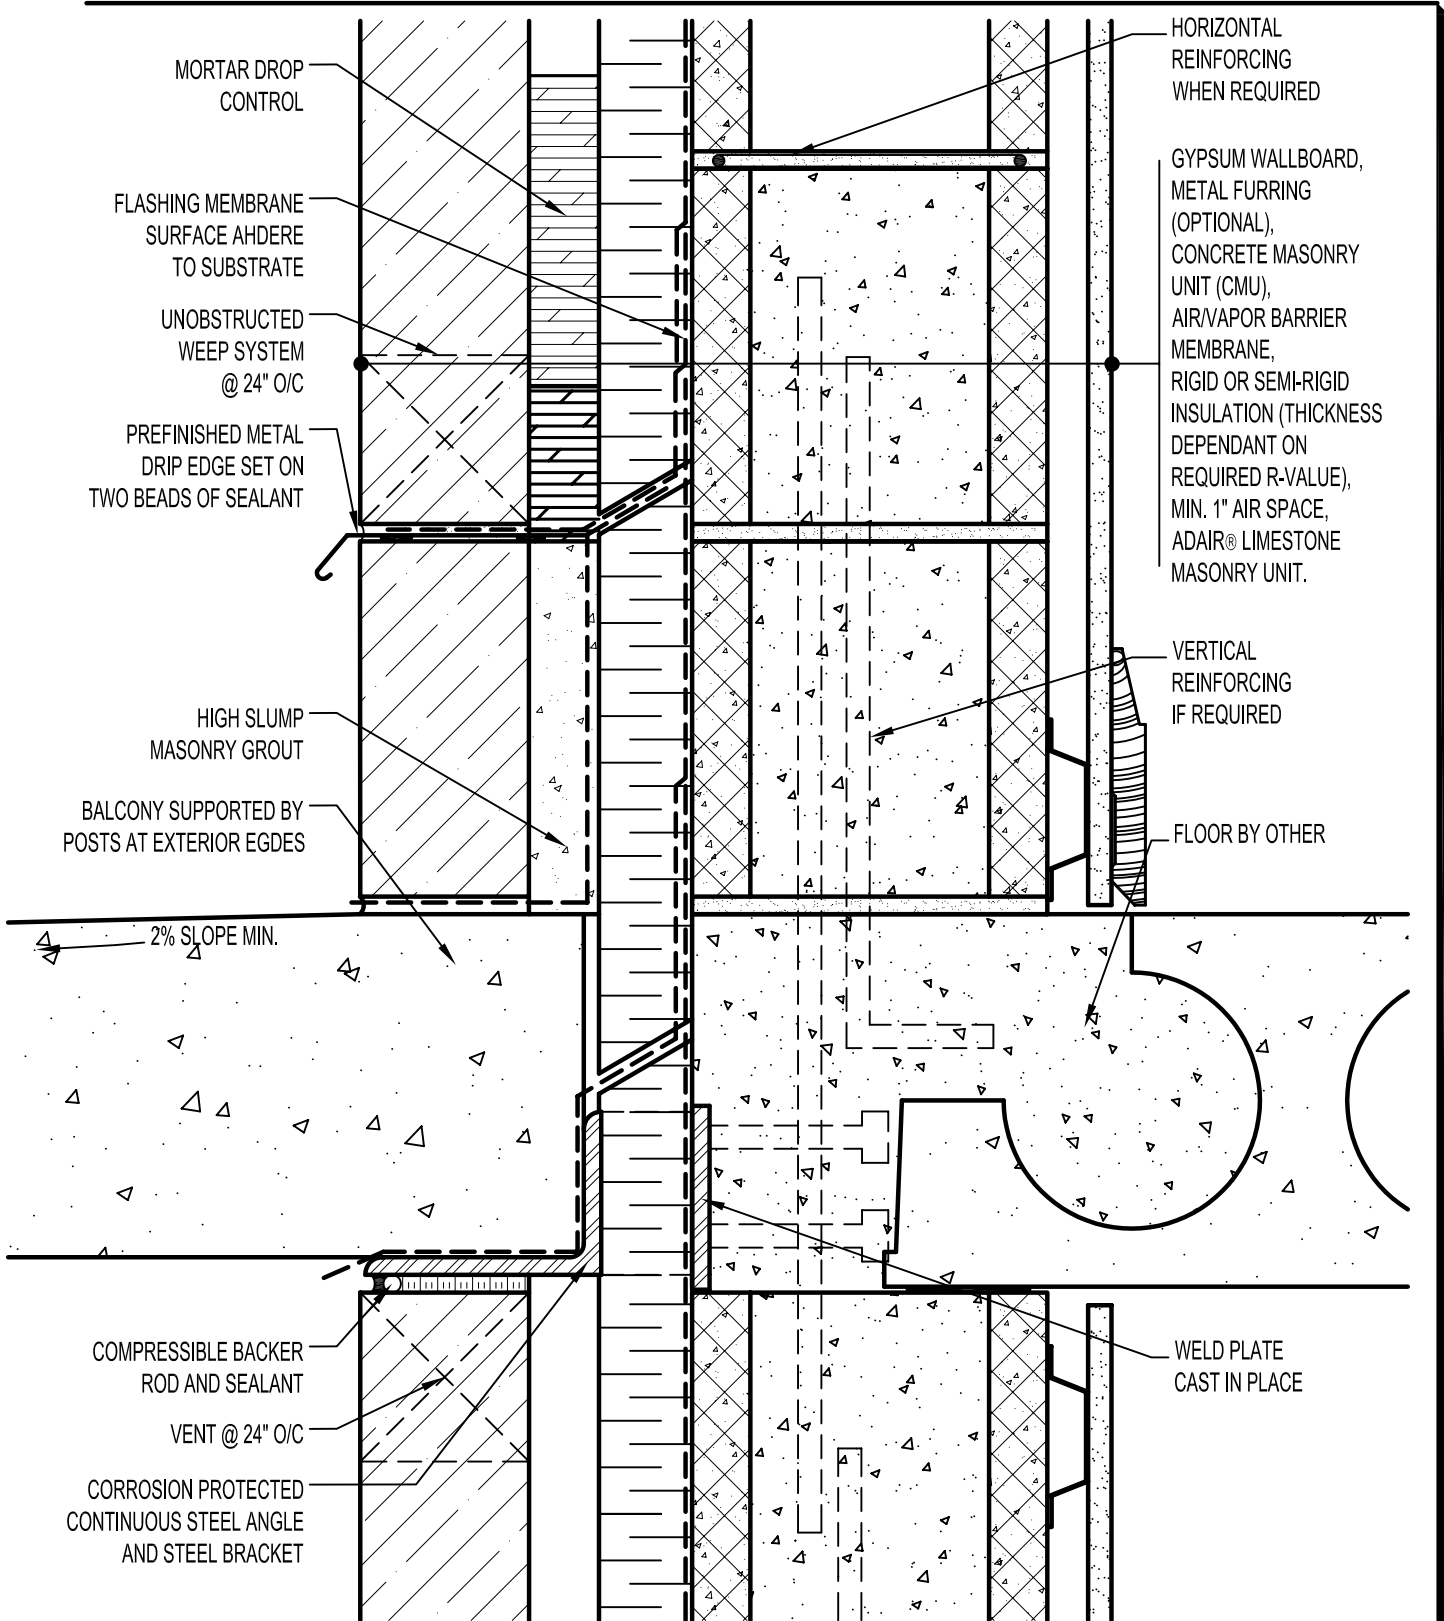 MORTAR DROP
CONTROL
FLASHING MEMBRANE
SURFACE AHDERE
TO SUBSTRATE
UNOBSTRUCTED
WEEP SYSTEM
@ 24" O/C
PREFINISHED METAL
DRIP EDGE SET ON
TWO BEADS OF SEALANT
HIGH SLUMP
MASONRY GROUT
BALCONY SUPPORTED BY
POSTS AT EXTERIOR EGDES
2% SLOPE MIN.
COMPRESSIBLE BACKER
ROD AND SEALANT
VENT @ 24" O/C
CORROSION PROTECTED
CONTINUOUS STEEL ANGLE
AND STEEL BRACKET
HORIZONTAL
REINFORCING
WHEN REQUIRED
GYPSUM WALLBOARD,
METAL FURRING
(OPTIONAL),
CONCRETE MASONRY
UNIT (CMU),
AIR/VAPOR BARRIER
MEMBRANE,
RIGID OR SEMI-RIGID
INSULATION (THICKNESS
DEPENDANT ON
REQUIRED R-VALUE),
MIN. 1" AIR SPACE,
ADAIR® LIMESTONE
MASONRY UNIT.
VERTICAL
REINFORCING
IF REQUIRED
FLOOR BY OTHER
WELD PLATE
CAST IN PLACE